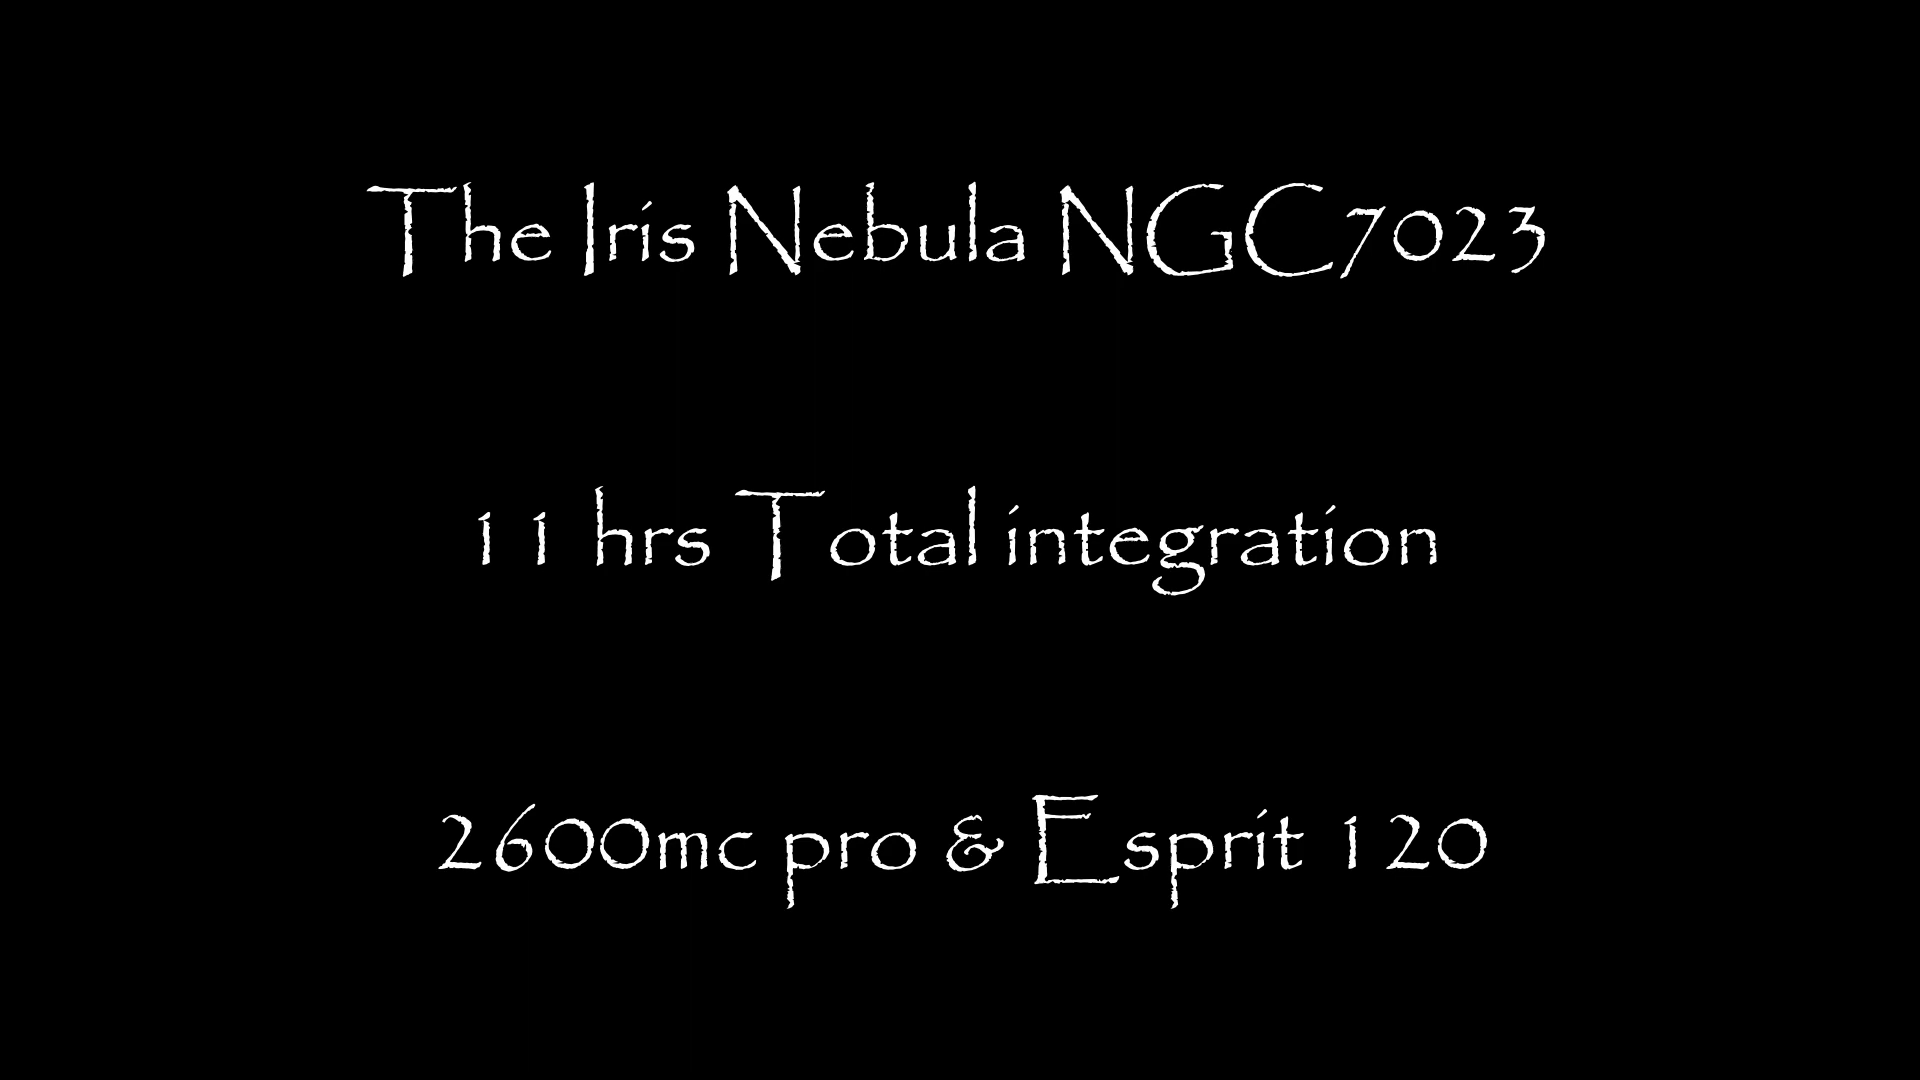 The Iris Nebula NGC7023
11 hrs Total integration
2600mc pro & Esprit 120